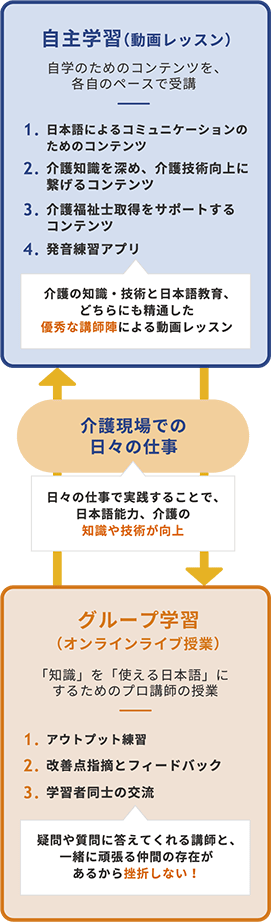 自主学習(動画レッスン)
自学のためのコンテンツを、
各自のペースで受講
1. 日本語によるコミュニケーションの
ためのコンテンツ
2. 介護知識を深め、介護技術向上に
繋げるコンテンツ
3. 介護福祉士取得をサポートする
コンテンツ
4. 発音練習アプリ
介護の知識・技術と日本語教育、
どちらにも精通した
優秀な講師陣による動画レッスン
介護現場での
日々の仕事
日々の仕事で実践することで、
日本語能力、介護の
知識や技術が向上
グループ学習
(オンラインライブ授業)
「知識」を「使える日本語」に
するためのプロ講師の授業
1. アウトプット練習
2. 改善点指摘とフィードバック
3. 学習者同士の交流
疑問や質問に答えてくれる講師と、
一緒に頑張る仲間の存在が
あるから挫折しない！